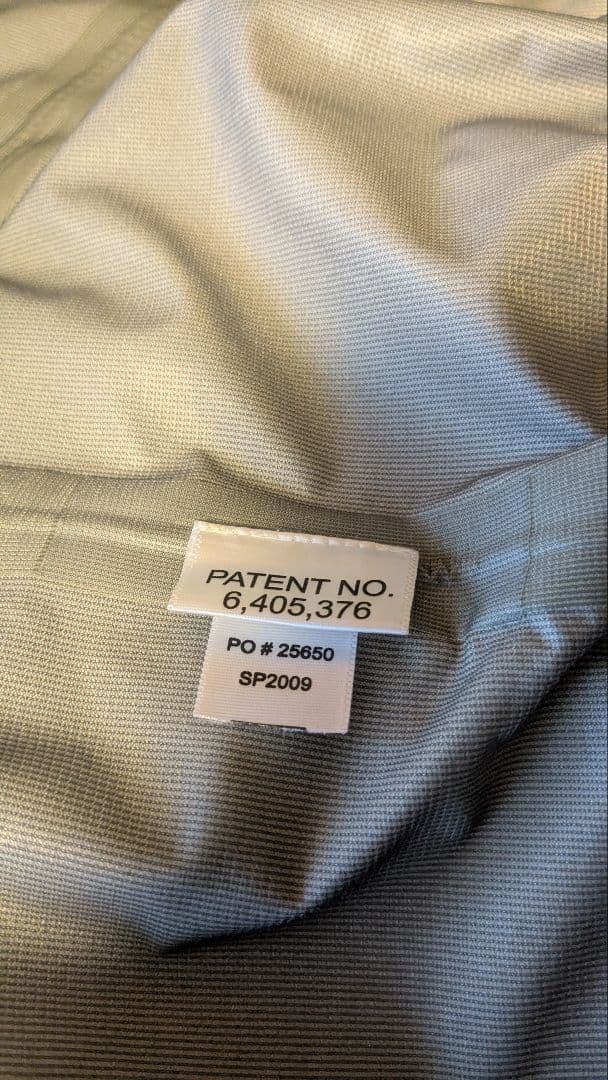 PATENT NO.
6,405,376
PO # 25650
SP2009